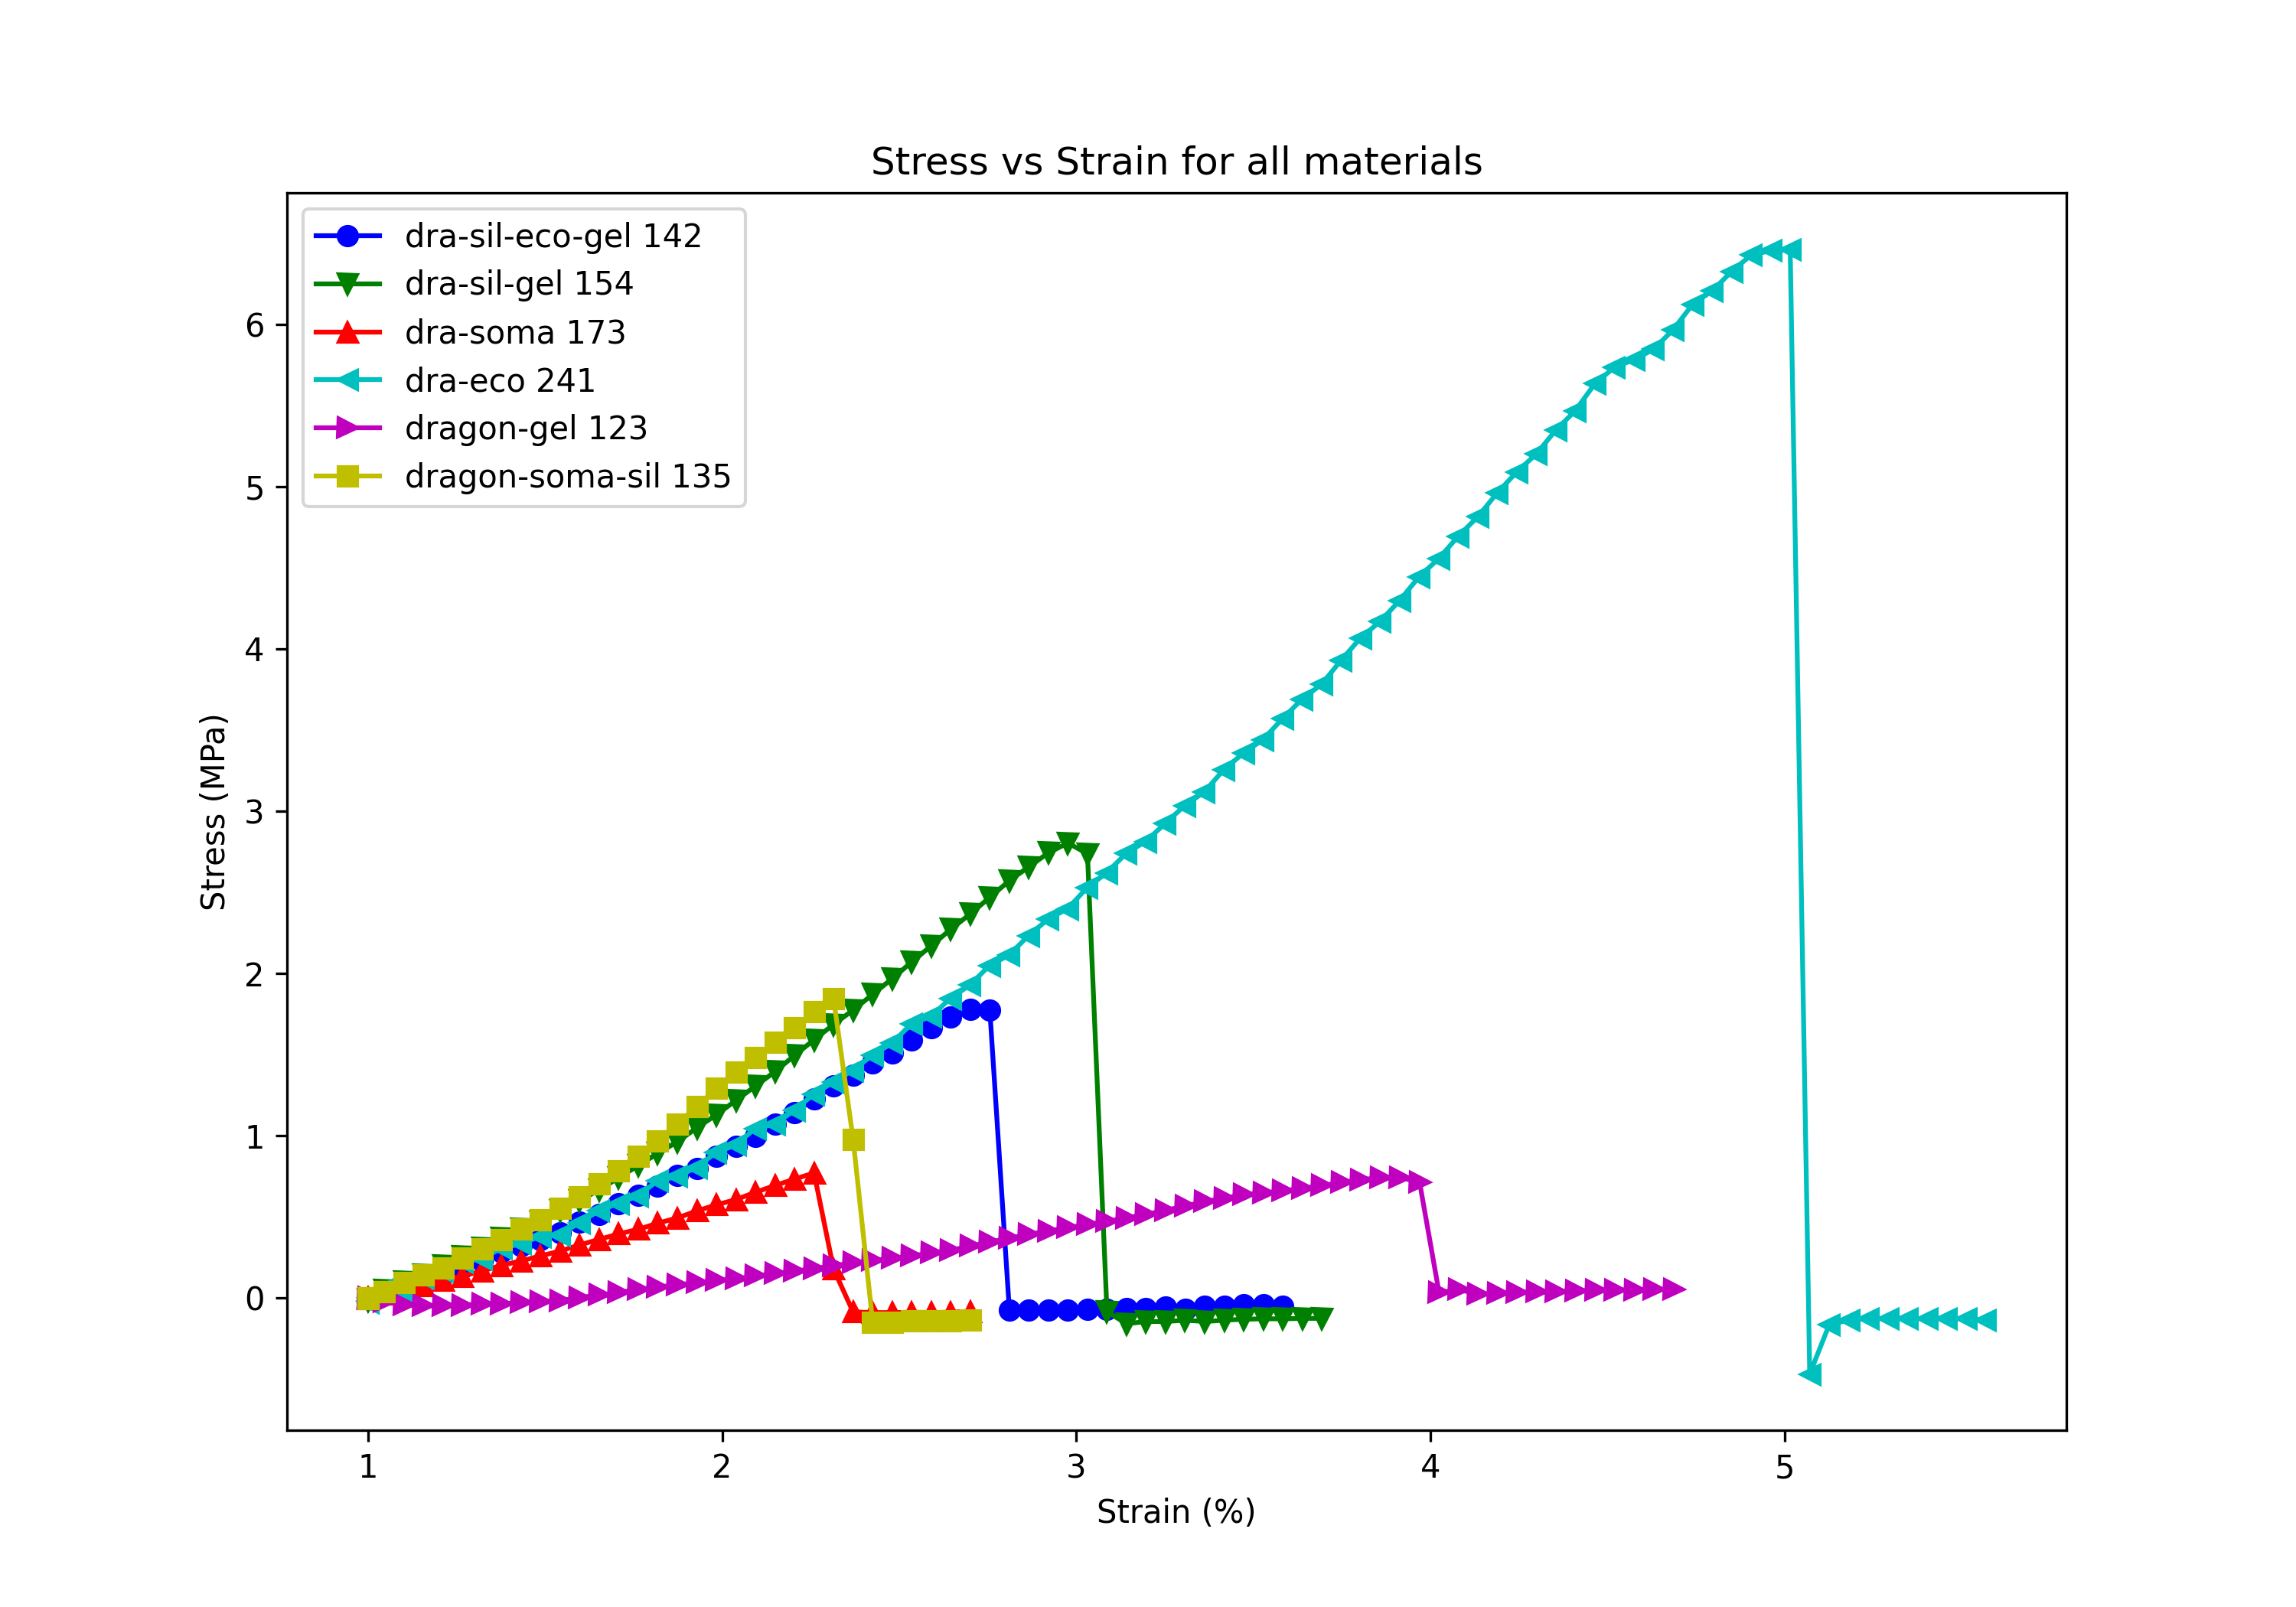 Stress vs Strain for all materials
dra-sil-eco-gel 142
dra-sil-gel 154
dra-soma 173
dra-eco 241
dragon-gel 123
dragon-soma-sil 135
6
5
4
3
2
1
0
Stress (MPa)
1 2 3 4 5
Strain (%)